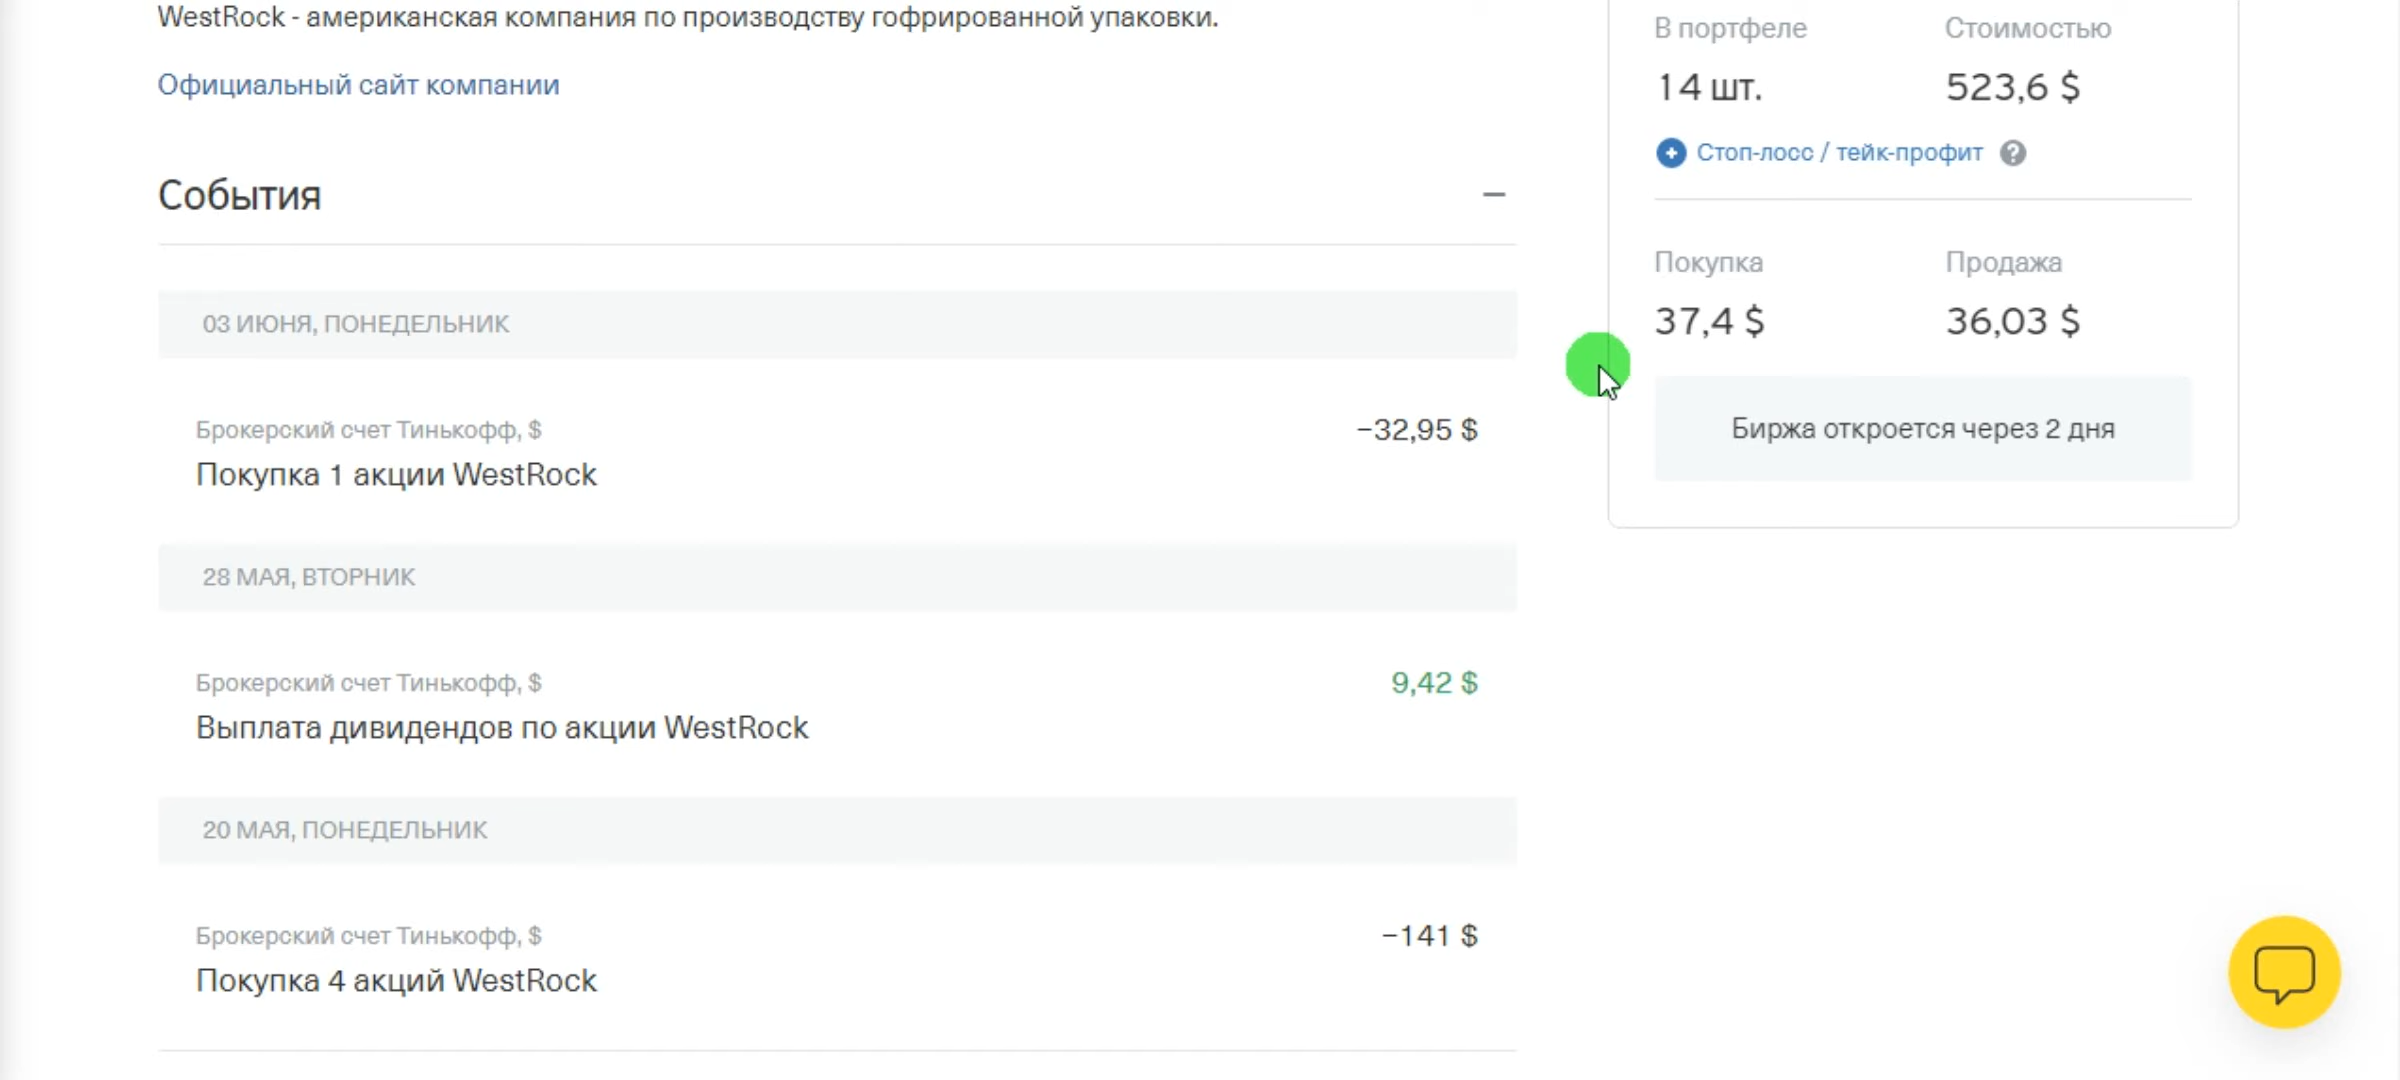 WestRock - американская компания по производству гофрированной упаковки.
Официальный сайт компании
События
03 ИЮНЯ, ПОНЕДЕЛЬНИК
Брокерский счет Тинькофф, $
−32,95 $
Покупка 1 акции WestRock
28 МАЯ, ВТОРНИК
Брокерский счет Тинькофф, $
9,42 $
Выплата дивидендов по акции WestRock
20 МАЯ, ПОНЕДЕЛЬНИК
Брокерский счет Тинькофф, $
−141 $
Покупка 4 акций WestRock
В портфеле
Стоимостью
14 шт.
523,6 $
Стоп-лосс / тейк-профит ?
Покупка
Продажа
37,4 $
36,03 $
Биржа откроется через 2 дня